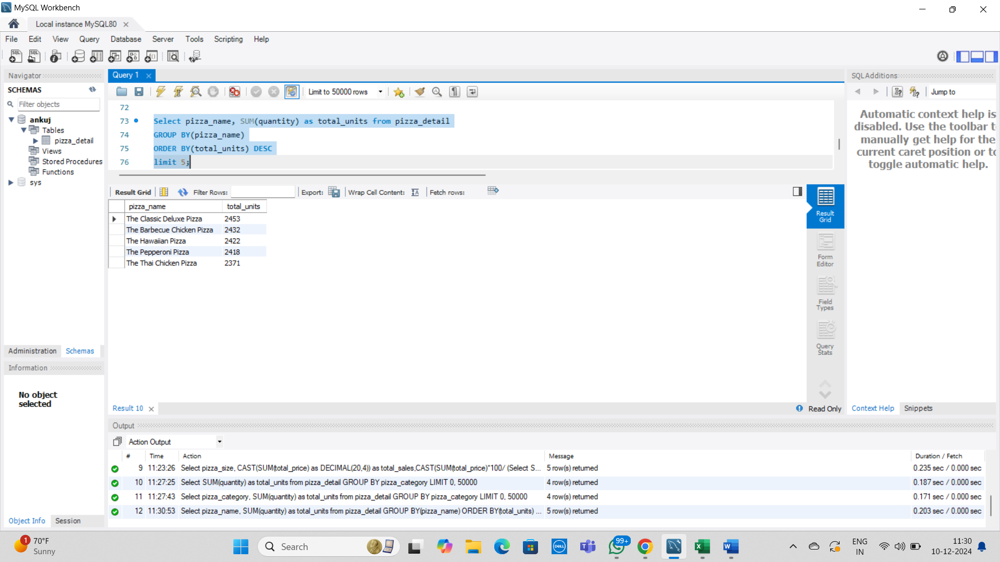 MySQL Workbench
Local instance MySQL80
File Edit View Query Database Server Tools Scripting Help
Navigator
SCHEMAS
Filter objects
ankuj
Tables
pizza_detail
Views
Stored Procedures
Functions
sys
Administration Schemas
Information
No object
selected
Object Info Session
Query 1
Limit to 50000 rows
72
73 Select pizza_name, SUM(quantity) as total_units from pizza_detail
74 GROUP BY(pizza_name)
75 ORDER BY(total_units) DESC
76 limit 5;
Result Grid Filter Rows: Export: Wrap Cell Content: Fetch rows:
pizza_name total_units
The Classic Deluxe Pizza 2453
The Barbecue Chicken Pizza 2432
The Hawaiian Pizza 2422
The Pepperoni Pizza 2418
The Thai Chicken Pizza 2371
Result
Grid
Form
Editor
Field
Types
Query
Stats
Result 10
Read Only
SQLAdditions
Jump to
Automatic context help is
disabled. Use the toolbar t
manually get help for the
current caret position or to
toggle automatic help.
Context Help Snippets
Output
Action Output
# Time Action Message Duration / Fetch
9 11:23:26 Select pizza_size, CAST(SUM(total_price) as DECIMAL(20,4)) as total_sales,CAST(SUM(total_price)*100/ (Select S... 5 row(s) returned 0.235 sec / 0.000 sec
10 11:27:25 Select SUM(quantity) as total_units from pizza_detail GROUP BY pizza_category LIMIT 0, 50000 4 row(s) returned 0.187 sec / 0.000 sec
11 11:27:43 Select pizza_category, SUM(quantity) as total_units from pizza_detail GROUP BY pizza_category LIMIT 0, 50000 4 row(s) returned 0.171 sec / 0.000 sec
12 11:30:53 Select pizza_name, SUM(quantity) as total_units from pizza_detail GROUP BY(pizza_name) ORDER BY(total_units) ... 5 row(s) returned 0.203 sec / 0.000 sec
1
70°F
Sunny
Search
99+
ENG
IN
11:30
10-12-2024